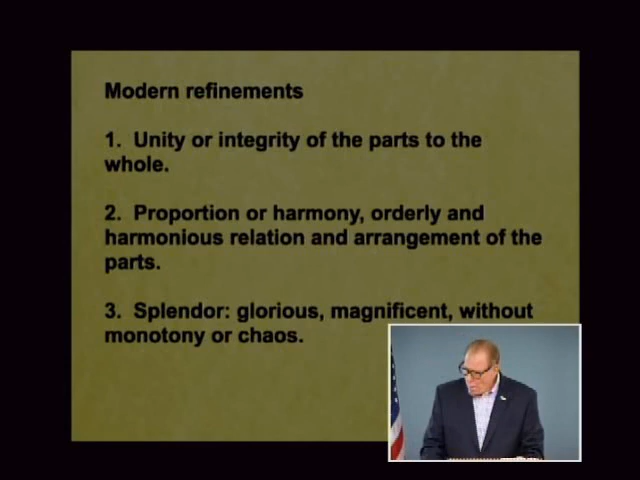 Modern refinements
1. Unity or integrity of the parts to the
whole.
2. Proportion or harmony, orderly and
harmonious relation and arrangement of the
parts.
3. Splendor: glorious, magnificent, without
monotony or chaos.